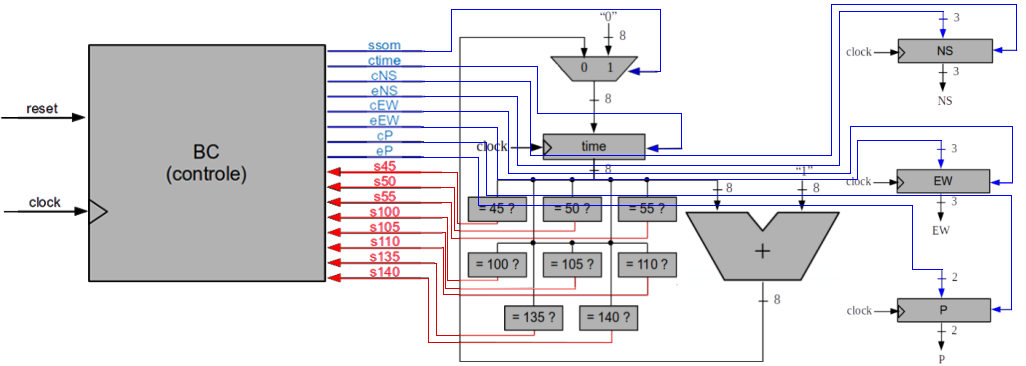 "0"
8
3
ssom
ctime
cNS
eNS
cEW
eEW
cP
eP
s45
s50
s55
s100
s105
s110
s135
s140
reset
clock
BC
(controle)
0 1
8
clock
time
8
clock
NS
3
NS
3
clock
EW
3
EW
"1"
8
8
= 45 ?
= 50 ?
= 55 ?
= 100 ?
= 105 ?
= 110 ?
= 135 ?
= 140 ?
+
8
2
clock
P
2
P